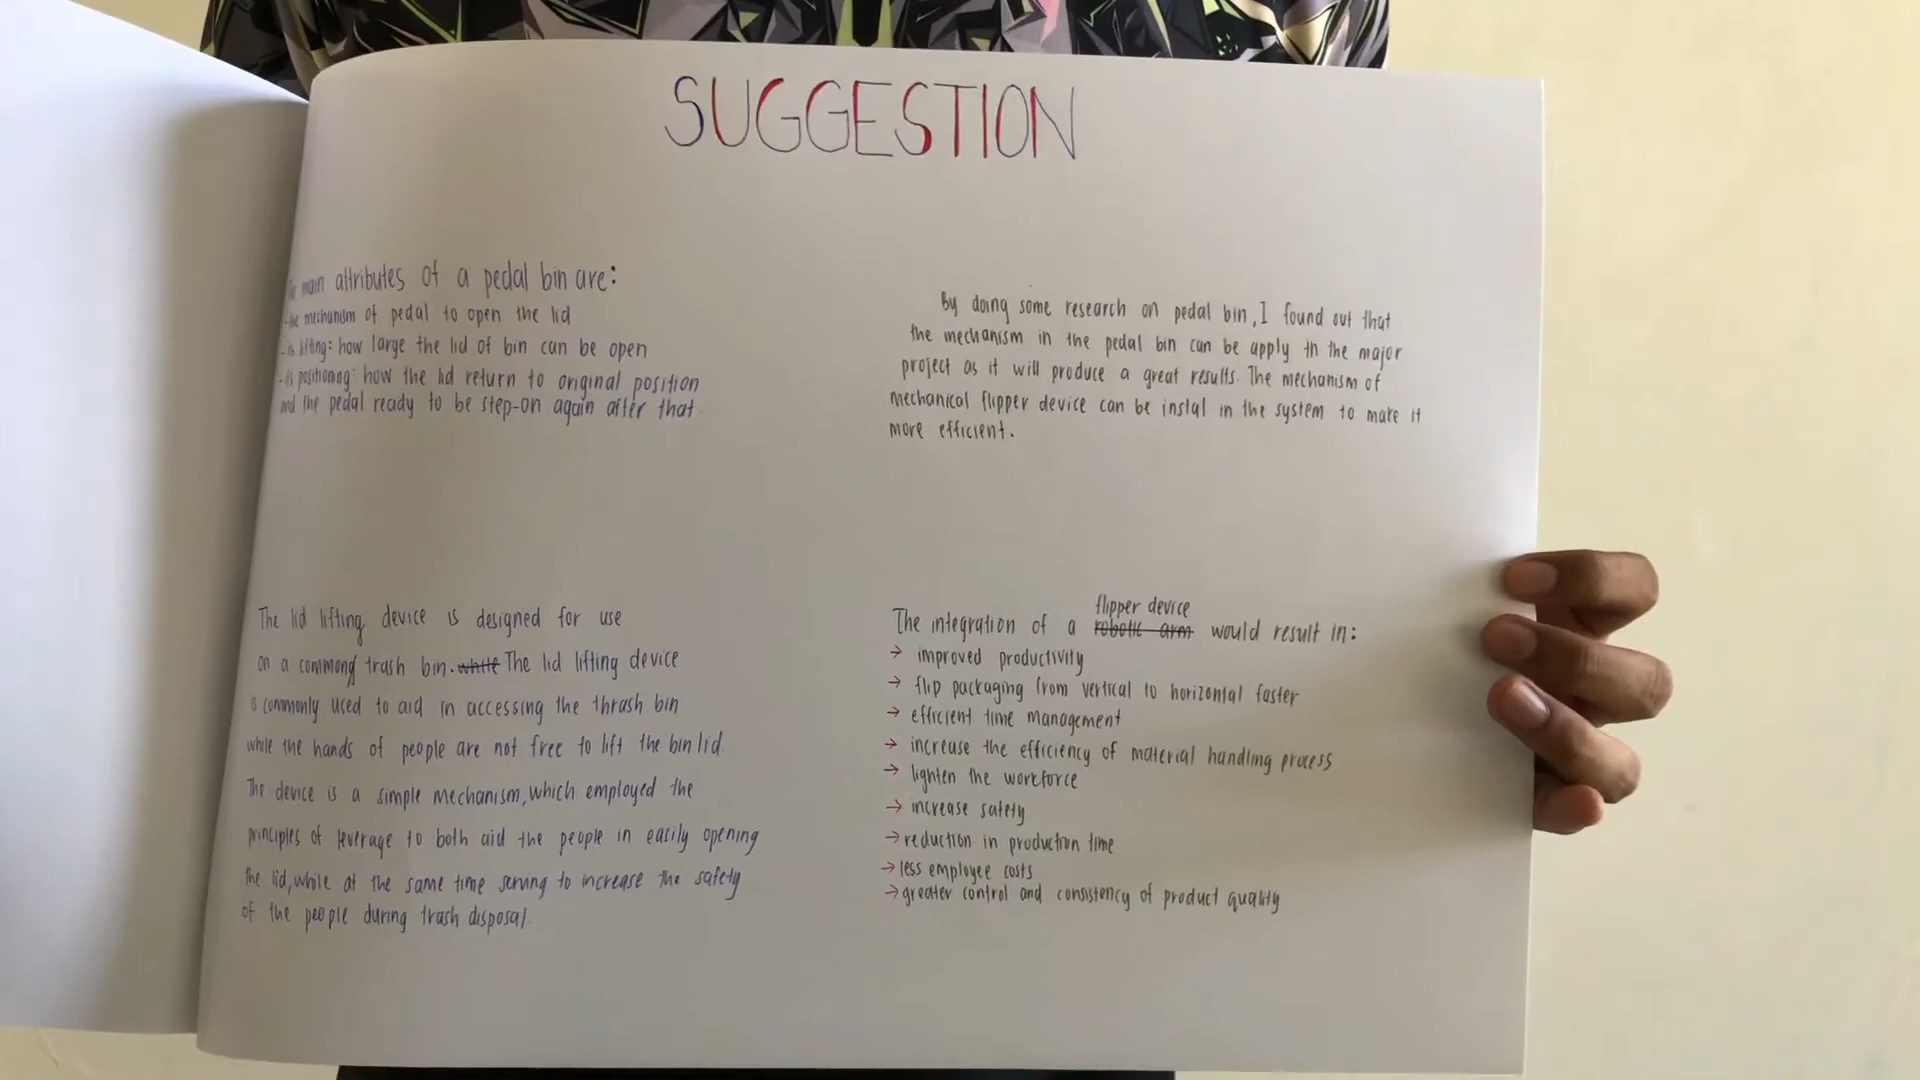 SUGGESTION
main attributes of a pedal bin are:
- the mechanism of pedal to open the lid
- its lifting: how large the lid of bin can be open
- its positioning: how the lid return to original position
and the pedal ready to be step-on again after that.
The lid lifting device is designed for use
on a common trash bin. The lid lifting device
is commonly used to aid in accessing the thrash bin
while the hands of people are not free to lift the bin lid.
The device is a simple mechanism, which employed the
principles of leverage to both aid the people in easily opening
the lid, while at the same time serving to increase the safety
of the people during trash disposal.
By doing some research on pedal bin, I found out that
the mechanism in the pedal bin can be apply in the major
project as it will produce a great results. The mechanism of
mechanical flipper device can be instal in the system to make it
more efficient.
flipper device
The integration of a robotic arm would result in:
→ improved productivity
→ flip packaging from vertical to horizontal faster
→ efficient time management
→ increase the efficiency of material handling process
→ lighten the workforce
→ increase safety
→ reduction in production time
→ less employee costs
→ greater control and consistency of product quality